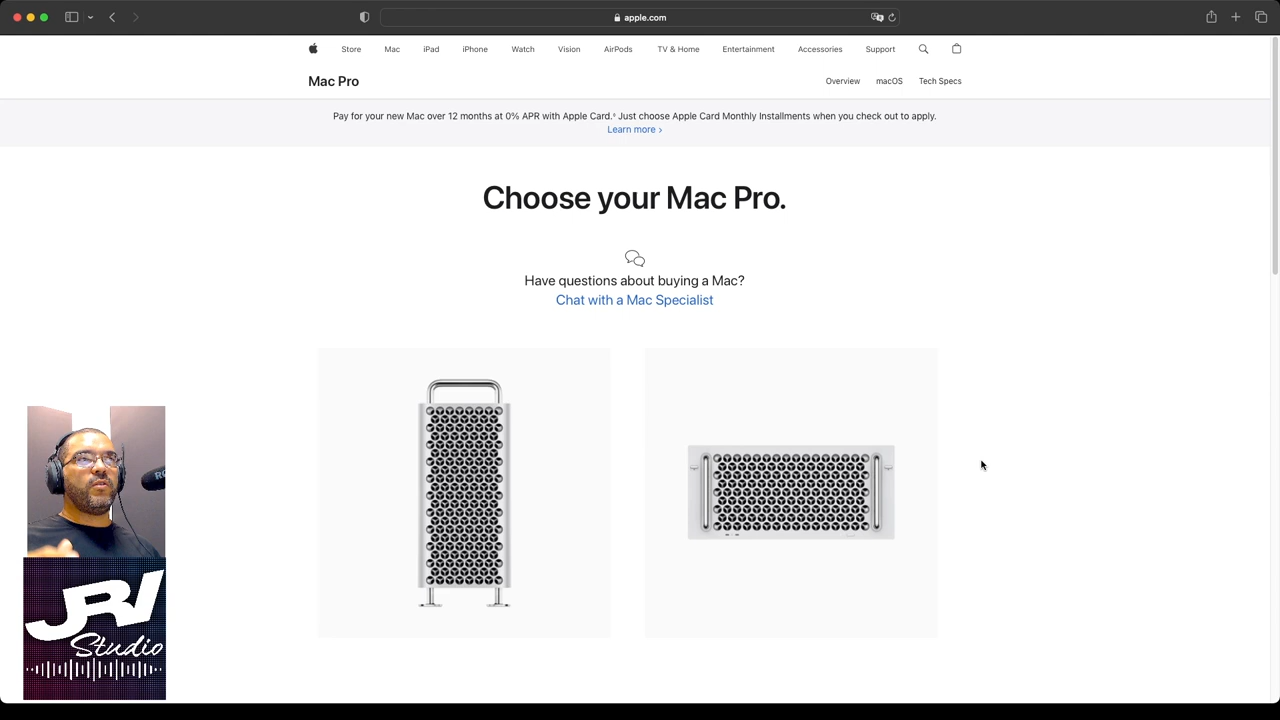 apple.com
Store Mac iPad iPhone Watch Vision AirPods TV & Home Entertainment Accessories Support
Mac Pro
Overview macOS Tech Specs
Pay for your new Mac over 12 months at 0% APR with Apple Card.◊ Just choose Apple Card Monthly Installments when you check out to apply.
Learn more >
Choose your Mac Pro.
Have questions about buying a Mac?
Chat with a Mac Specialist
JRV
Studio